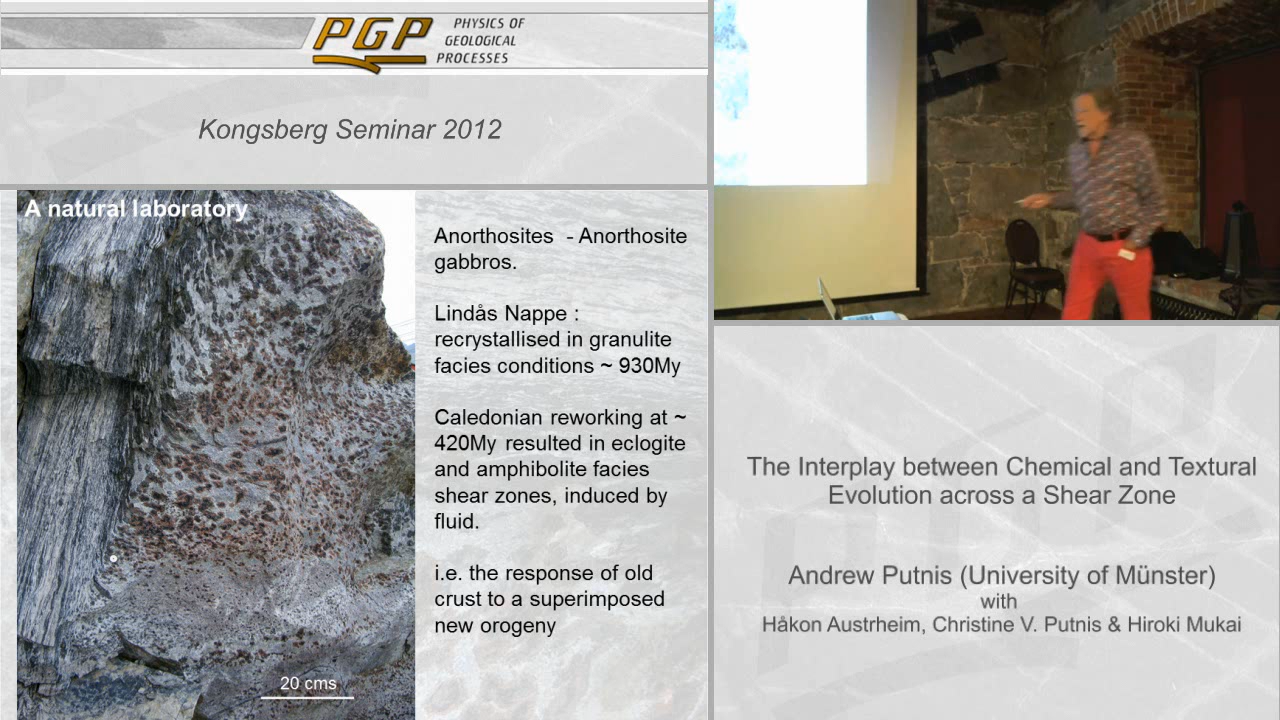 PGP
PHYSICS OF
GEOLOGICAL
PROCESSES
Kongsberg Seminar 2012
A natural laboratory
20 cms
Anorthosites - Anorthosite
gabbros.
Lindås Nappe :
recrystallised in granulite
facies conditions ~ 930My
Caledonian reworking at ~
420My resulted in eclogite
and amphibolite facies
shear zones, induced by
fluid.
i.e. the response of old
crust to a superimposed
new orogeny
The Interplay between Chemical and Textural
Evolution across a Shear Zone
Andrew Putnis (University of Münster)
with
Håkon Austrheim, Christine V. Putnis & Hiroki Mukai